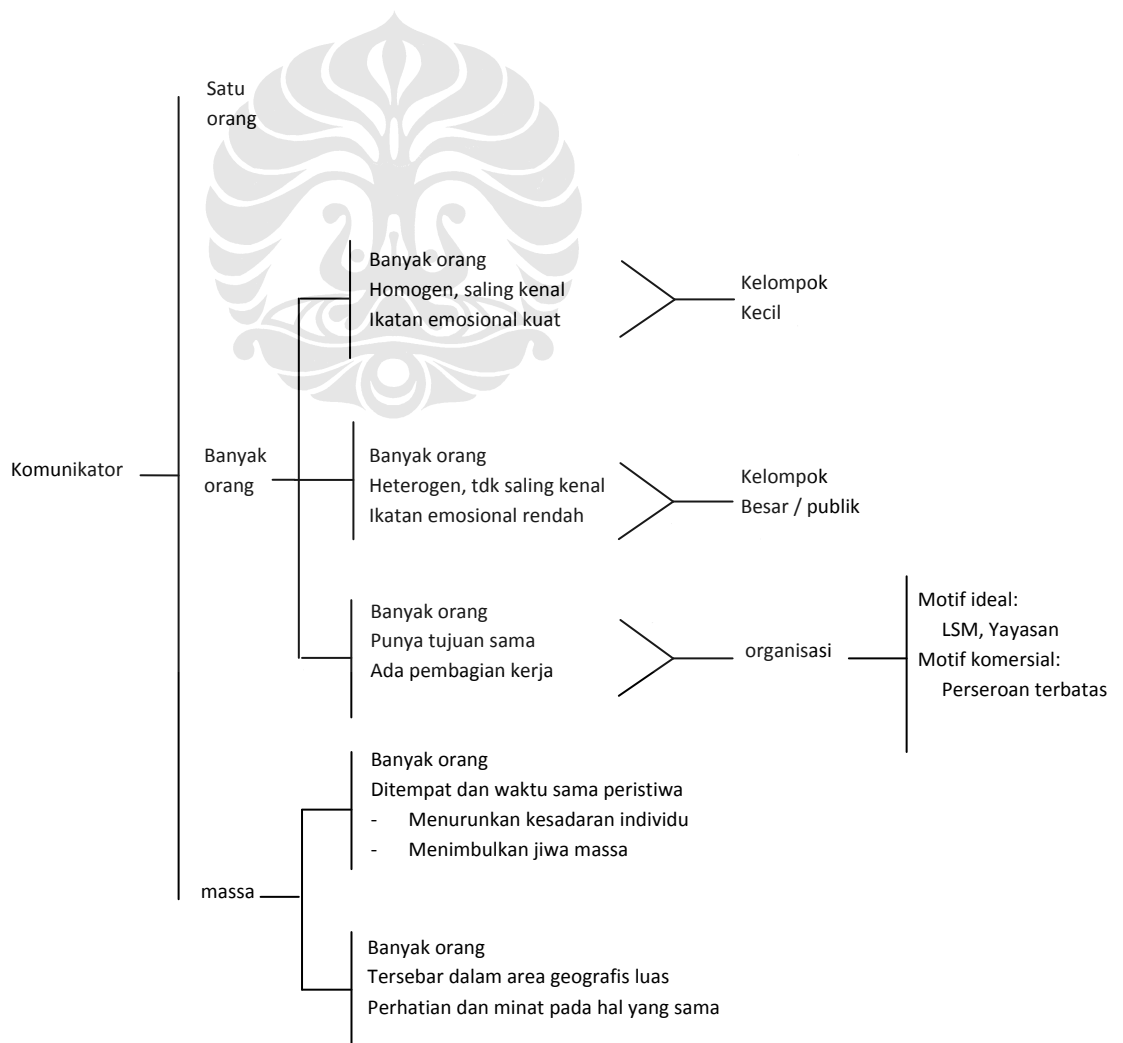 Satu
orang
Banyak orang
Homogen, saling kenal
Ikatan emosional kuat
Kelompok
Kecil
Komunikator
Banyak
orang
Banyak orang
Heterogen, tdk saling kenal
Ikatan emosional rendah
Kelompok
Besar / publik
Banyak orang
Punya tujuan sama
Ada pembagian kerja
organisasi
Motif ideal:
LSM, Yayasan
Motif komersial:
Perseroan terbatas
massa
Banyak orang
Ditempat dan waktu sama peristiwa
- Menurunkan kesadaran individu
- Menimbulkan jiwa massa
Banyak orang
Tersebar dalam area geografis luas
Perhatian dan minat pada hal yang sama